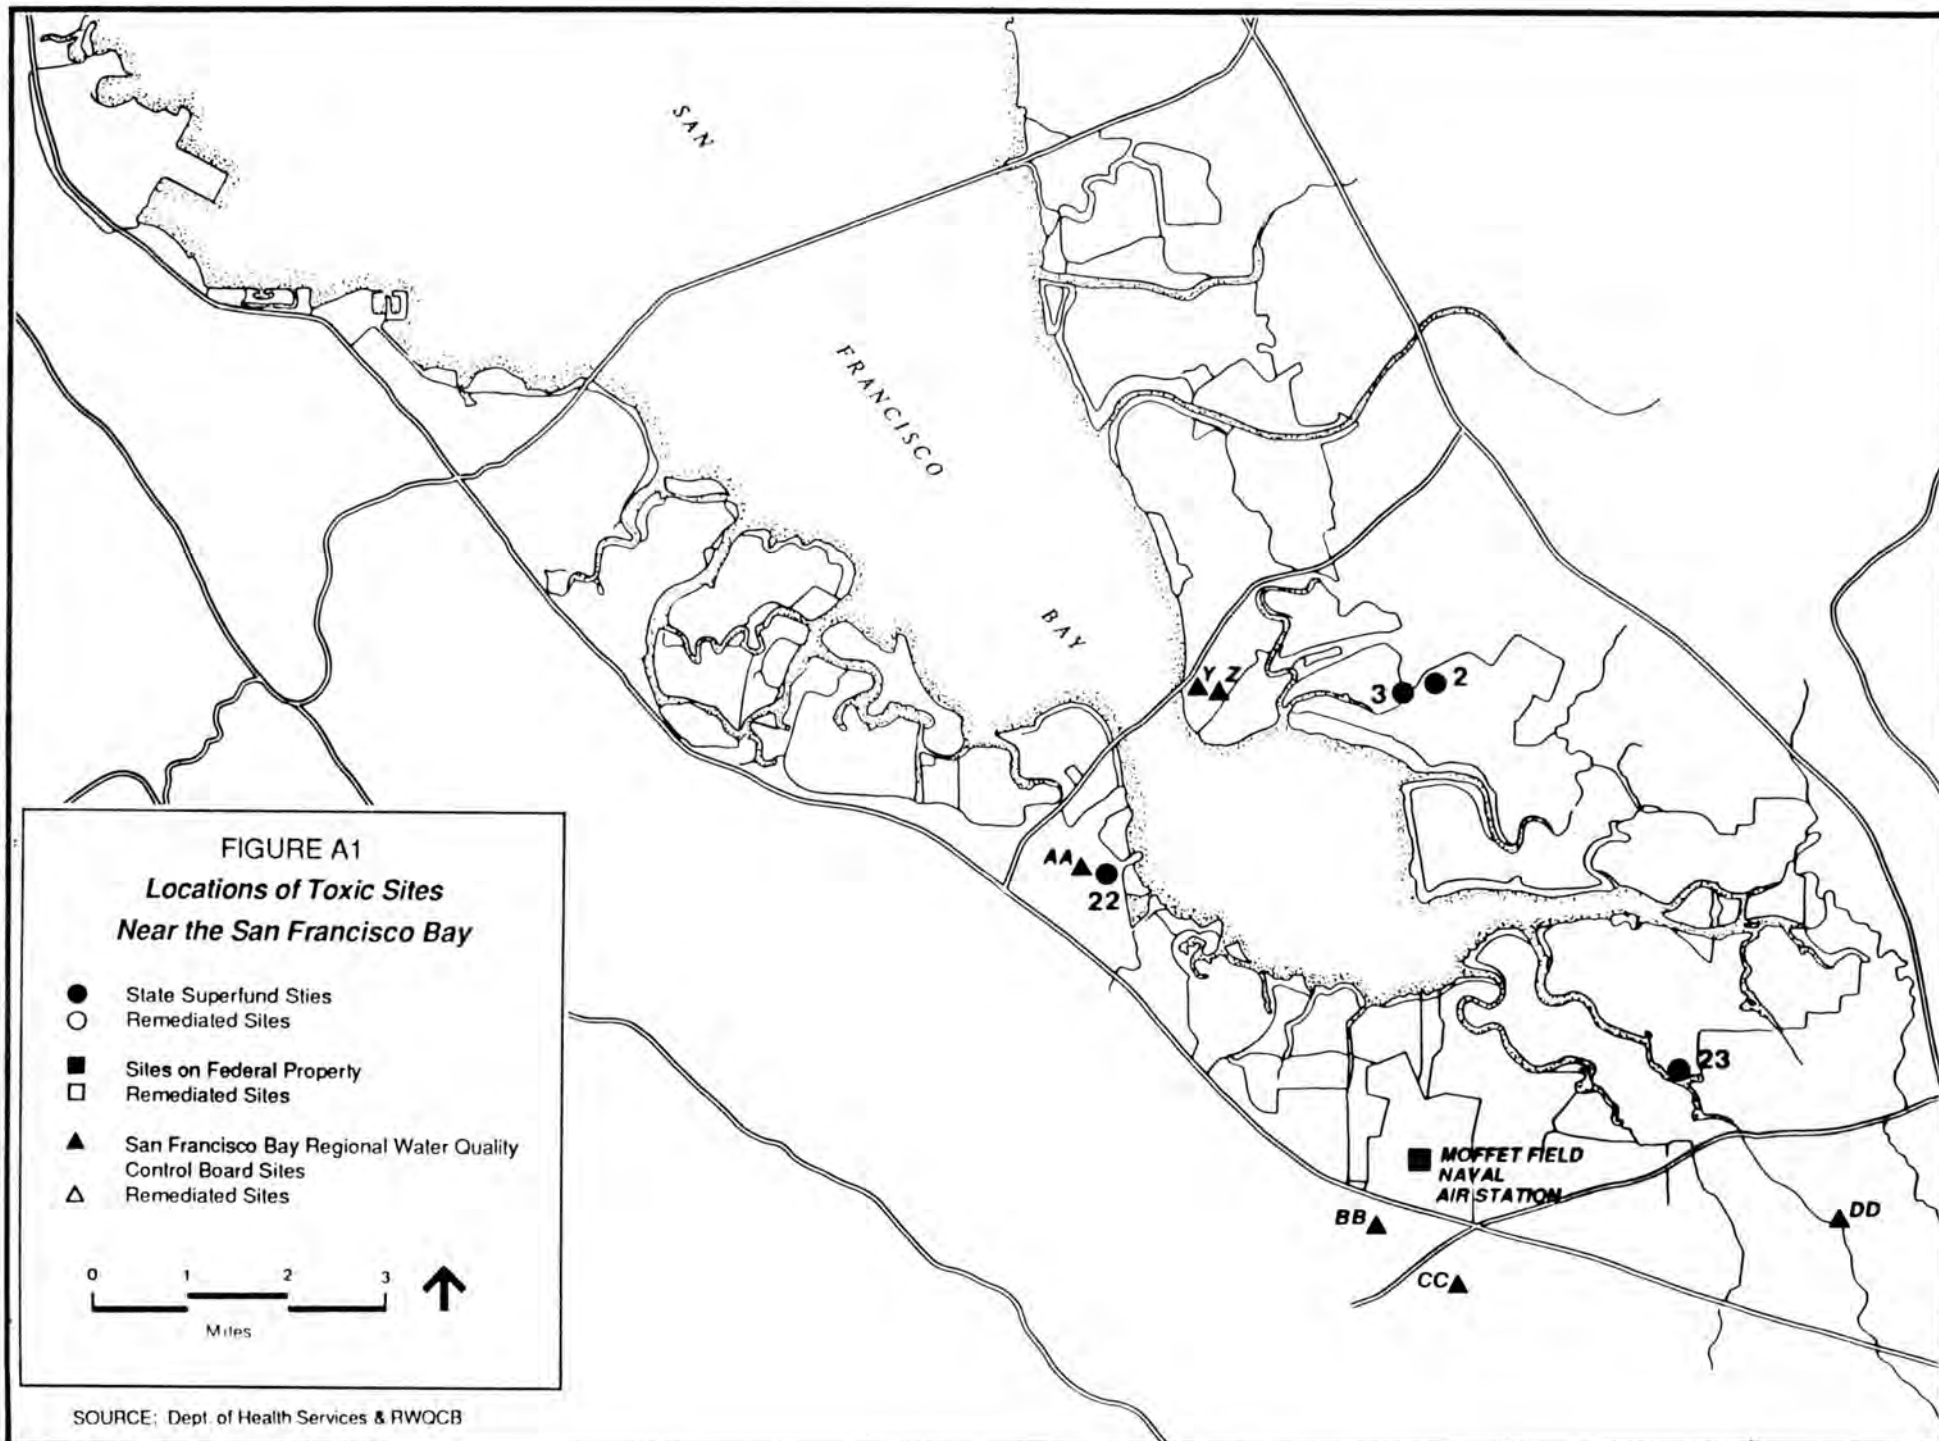 SAN
FRANCISCO
BAY
Y Z
3
2
AA
22
23
MOFFET FIELD
NAVAL
AIR STATION
BB
CC
DD
FIGURE A1
Locations of Toxic Sites
Near the San Francisco Bay
State Superfund Sties
Remediated Sites
Sites on Federal Property
Remediated Sites
San Francisco Bay Regional Water Quality
Control Board Sites
Remediated Sites
0 1 2 3
Miles
SOURCE: Dept. of Health Services & RWQCB